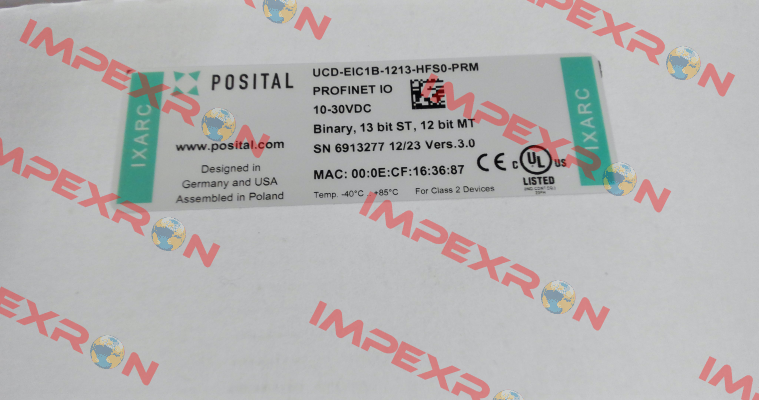 IXARC
POSITAL
www.posital.com
Designed in
Germany and USA
Assembled in Poland
UCD-EIC1B-1213-HFS0-PRM
PROFINET IO
10-30VDC
Binary, 13 bit ST, 12 bit MT
SN 6913277 12/23 Vers.3.0
MAC: 00:0E:CF:16:36:87
Temp. -40°C +85°C For Class 2 Devices
CE
C UL US
LISTED
IXARC
IMPEXRON
IMPEXRON
IMPEXRON
IMPEXRON
IMPEXRON
IMPEXRON
IMPEXRON
IMPEXRON